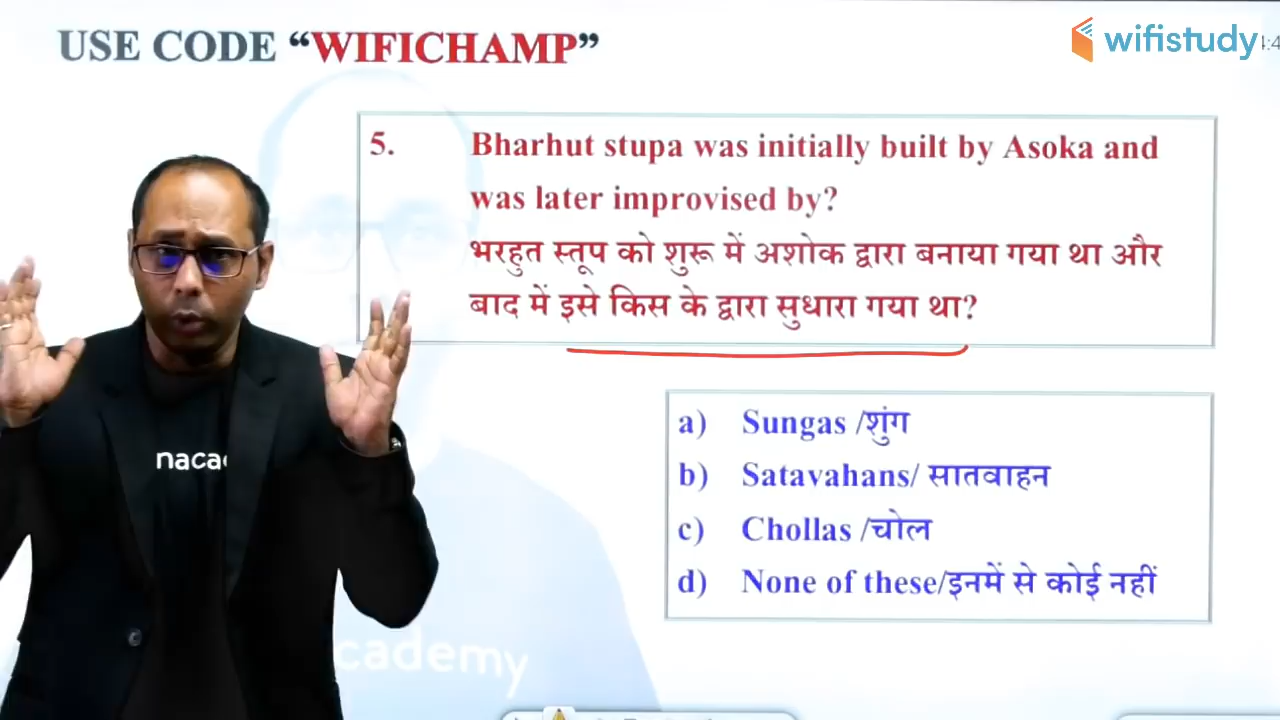 USE CODE “WIFICHAMP”
wifistudy
5. Bharhut stupa was initially built by Asoka and
was later improvised by?
भरहुत स्तूप को शुरू में अशोक द्वारा बनाया गया था और
बाद में इसे किस के द्वारा सुधारा गया था?
a) Sungas /शुंग
b) Satavahans/ सातवाहन
c) Chollas /चोल
d) None of these/इनमें से कोई नहीं
naca
cademy